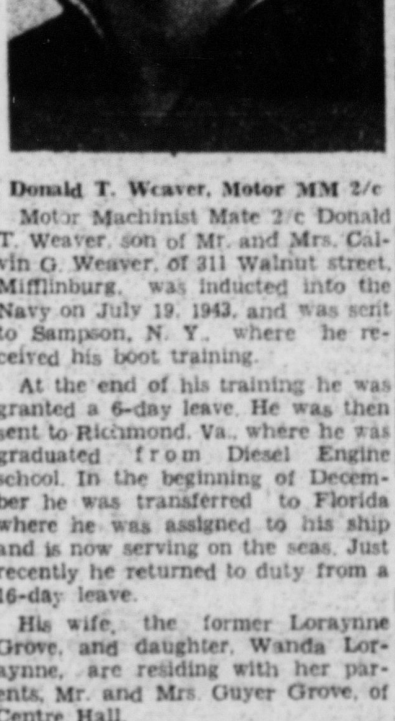 Donald T. Weaver, Motor MM 2/c
Motor Machinist Mate 2/c Donald
T. Weaver, son of Mr. and Mrs. Cal-
vin G. Weaver, of 311 Walnut street,
Mifflinburg, was inducted into the
Navy on July 19, 1943, and was sent
to Sampson, N. Y., where he re-
ceived his boot training.
At the end of his training he was
granted a 6-day leave. He was then
sent to Richmond, Va., where he was
graduated from Diesel Engine
school. In the beginning of Decem-
ber he was transferred to Florida
where he was assigned to his ship
and is now serving on the seas. Just
recently he returned to duty from a
16-day leave.
His wife, the former Loraynne
Grove, and daughter, Wanda Lor-
aynne, are residing with her par-
ents, Mr. and Mrs. Guyer Grove, of
Centre Hall.